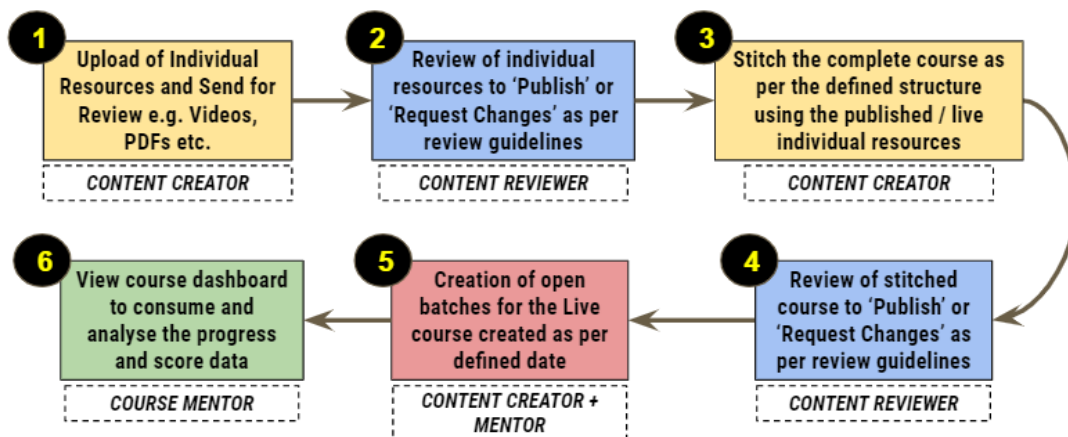 1
Upload of Individual
Resources and Send for
Review e.g. Videos,
PDFs etc.
CONTENT CREATOR
2
Review of individual
resources to ‘Publish’ or
‘Request Changes’ as per
review guidelines
CONTENT REVIEWER
3
Stitch the complete course as
per the defined structure
using the published / live
individual resources
CONTENT CREATOR
4
Review of stitched
course to ‘Publish’ or
‘Request Changes’ as
per review guidelines
CONTENT REVIEWER
5
Creation of open
batches for the Live
course created as per
defined date
CONTENT CREATOR +
MENTOR
6
View course dashboard
to consume and
analyse the progress
and score data
COURSE MENTOR